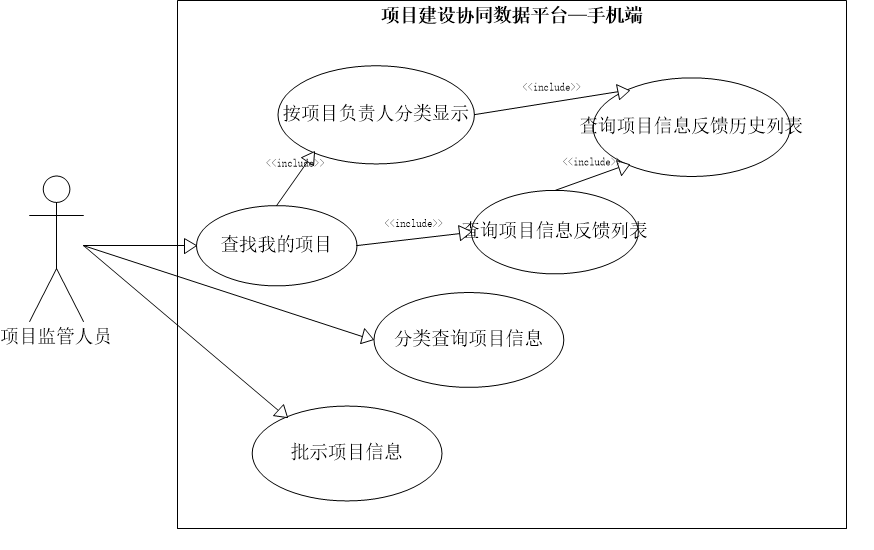 项目建设协同数据平台—手机端
<<include>>
按项目负责人分类显示
查询项目信息反馈历史列表
<<include>>
<<include>>
<<include>>
查找我的项目
查询项目信息反馈列表
项目监管人员
分类查询项目信息
批示项目信息